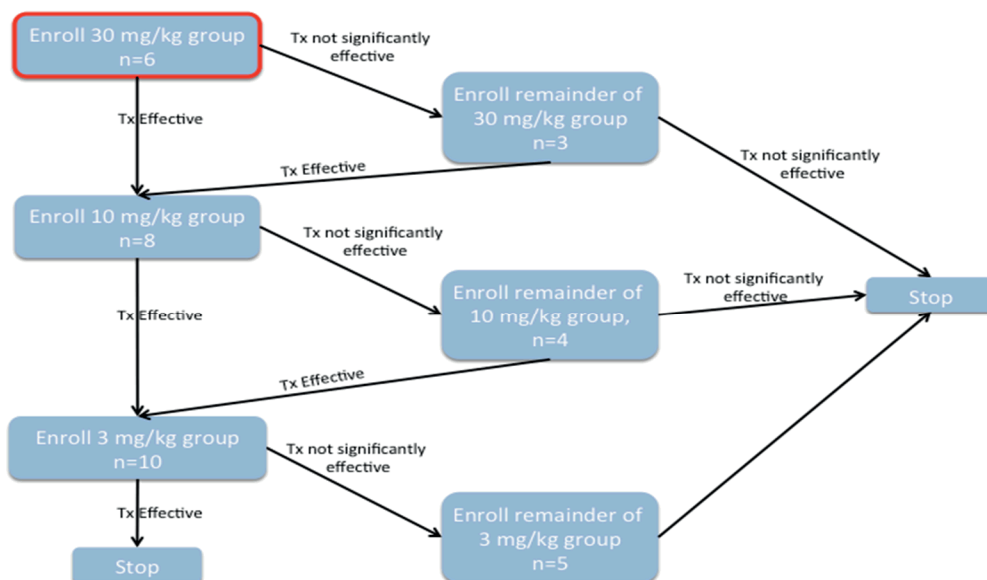 Enroll 30 mg/kg group
n=6
Tx not significantly
effective
Tx Effective
Enroll remainder of
30 mg/kg group
n=3
Tx not significantly
effective
Tx Effective
Enroll 10 mg/kg group
n=8
Tx not significantly
effective
Tx Effective
Enroll remainder of
10 mg/kg group,
n=4
Tx not significantly
effective
Stop
Tx Effective
Enroll 3 mg/kg group
n=10
Tx not significantly
effective
Tx Effective
Enroll remainder of
3 mg/kg group
n=5
Stop